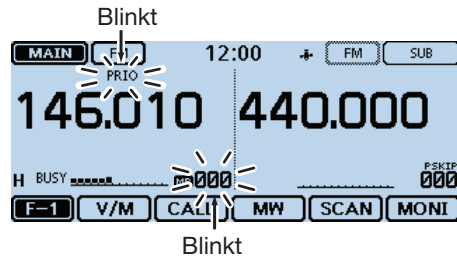 Blinkt
MAIN FM 12:00 FM SUB
PRIO
146.010 440.000
PSKIP
H BUSY MR 000 000
F-1 V/M CALL MW SCAN MONI
Blinkt